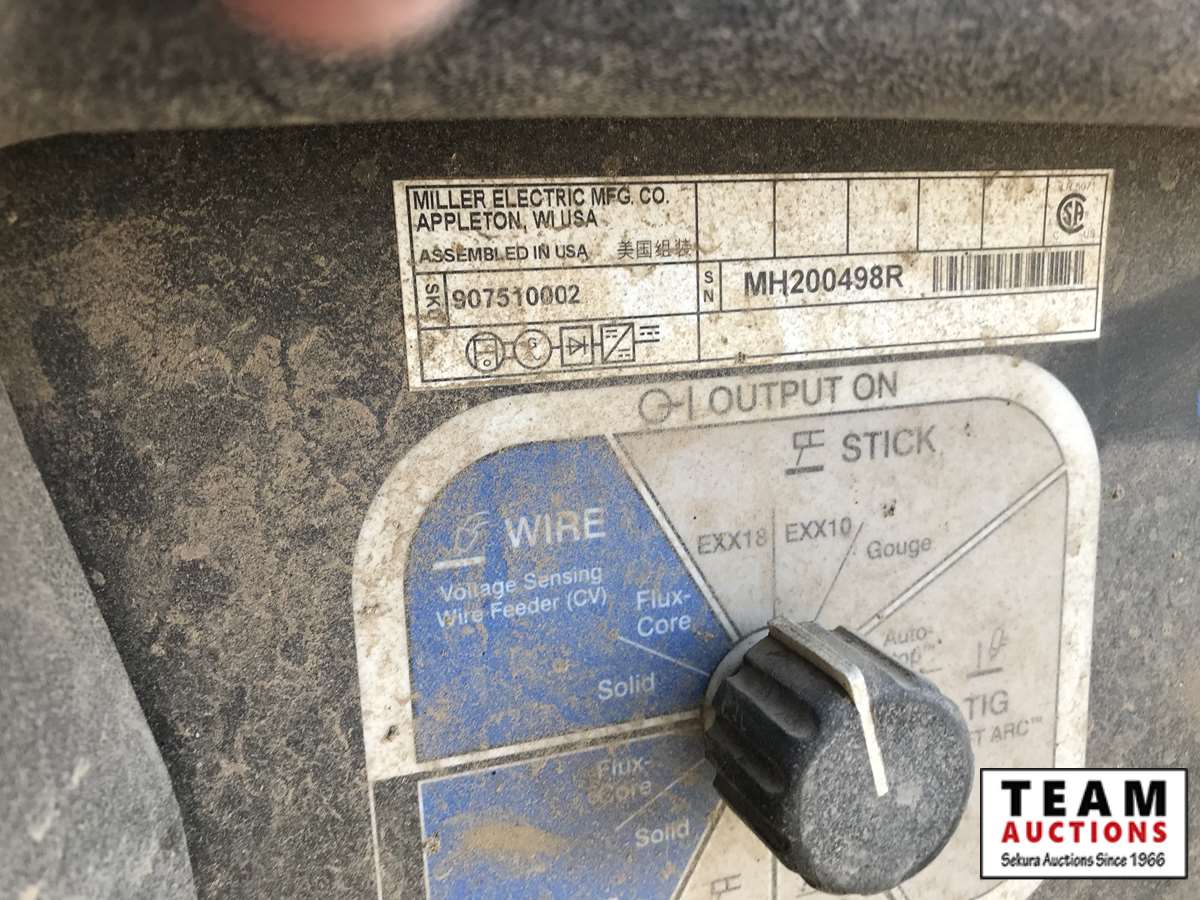 MILLER ELECTRIC MFG. CO.
APPLETON, WI USA
ASSEMBLED IN USA 美国组装
SKU 907510002
SN MH200498R
OUTPUT ON
STICK
EXX18 EXX10 Gouge
WIRE
Voltage Sensing
Wire Feeder (CV)
Flux-
Core
Solid
Auto-
TIG
ARC™
Flux-
Core
Solid
TEAM
AUCTIONS
Sekura Auctions Since 1966